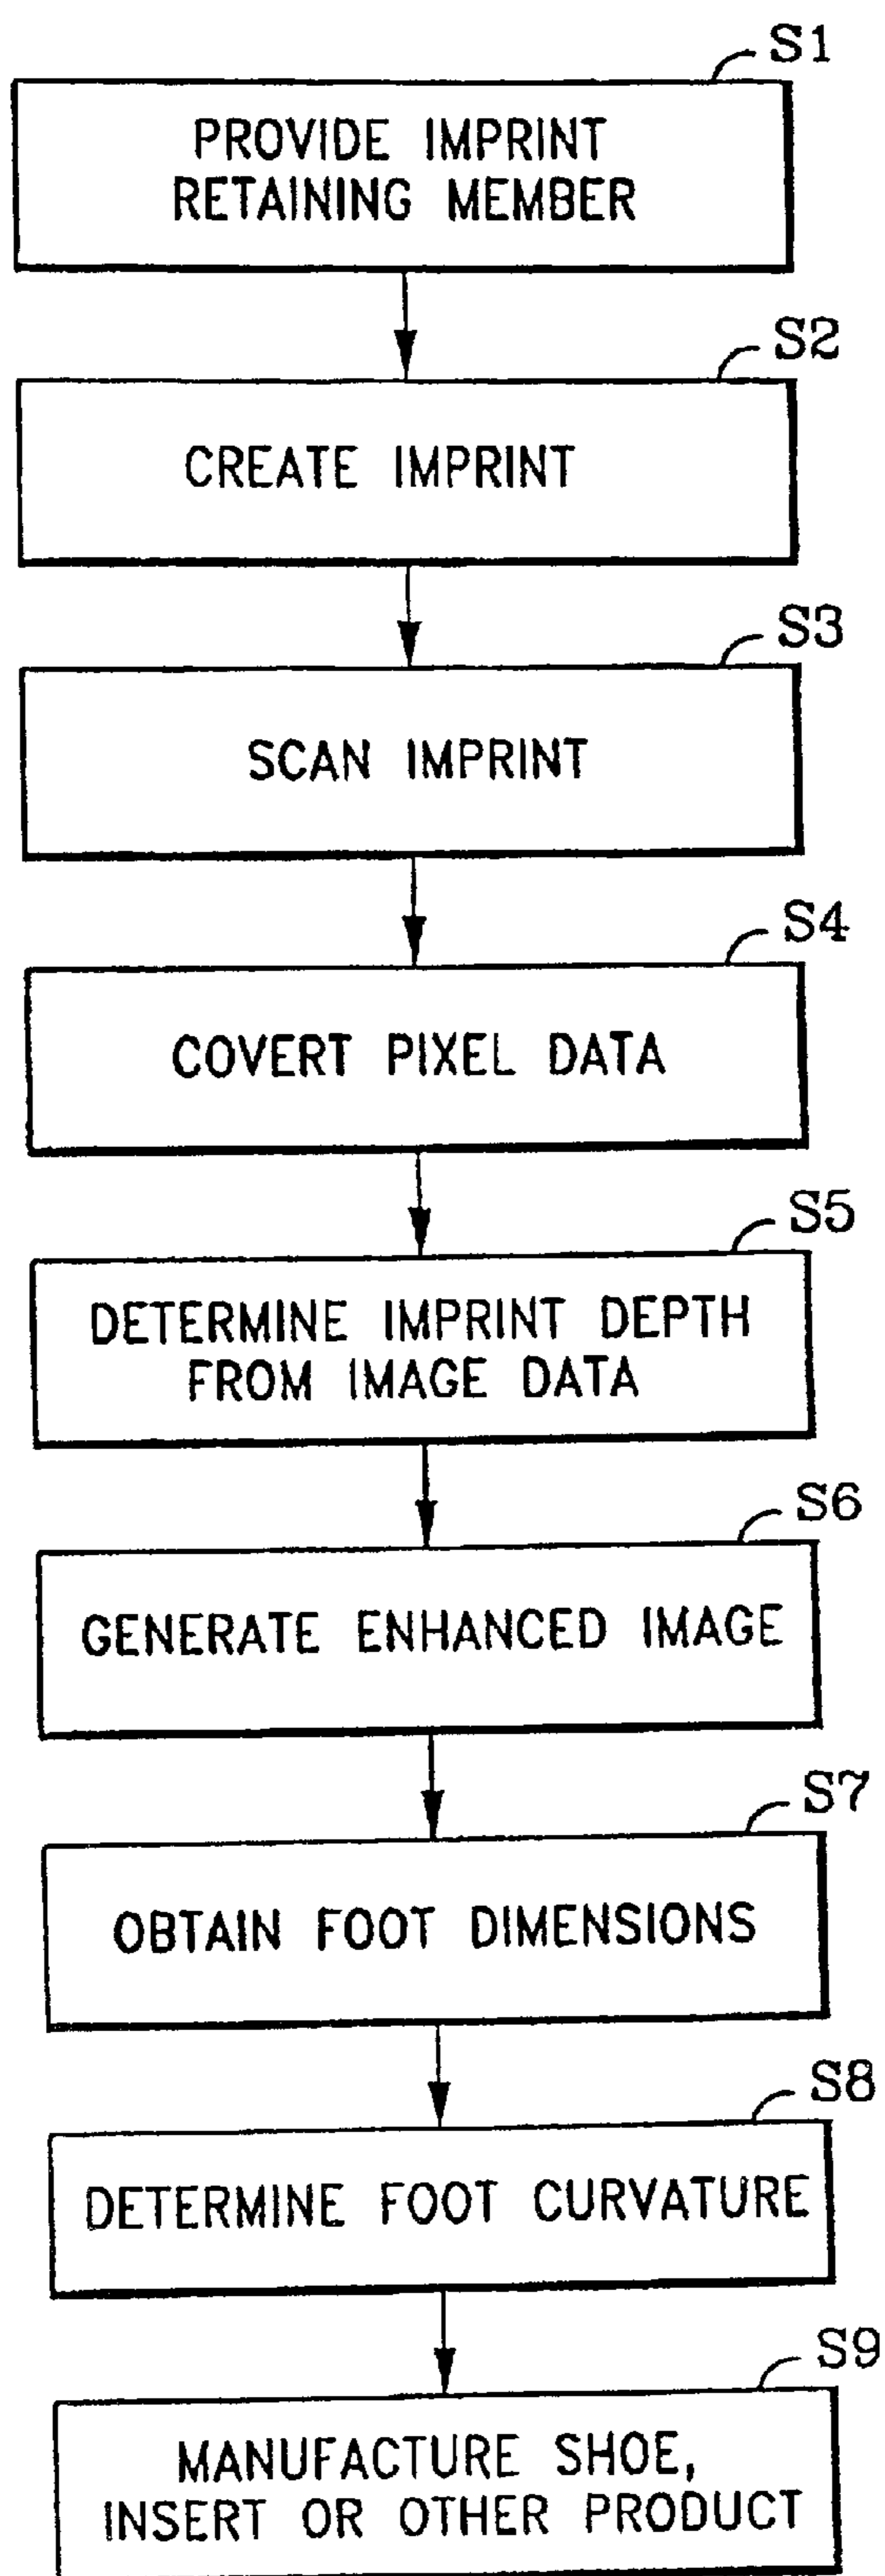 S1
PROVIDE IMPRINT
RETAINING MEMBER
S2
CREATE IMPRINT
S3
SCAN IMPRINT
S4
COVERT PIXEL DATA
S5
DETERMINE IMPRINT DEPTH
FROM IMAGE DATA
S6
GENERATE ENHANCED IMAGE
S7
OBTAIN FOOT DIMENSIONS
S8
DETERMINE FOOT CURVATURE
S9
MANUFACTURE SHOE,
INSERT OR OTHER PRODUCT